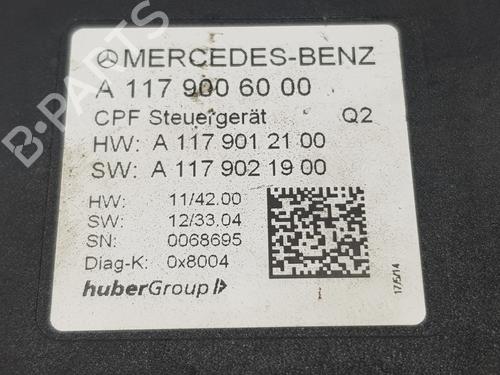 MERCEDES-BENZ
A 117 900 60 00
CPF Steuergerät Q2
HW: A 117 901 21 00
SW: A 117 902 19 00
HW: 11/42.00
SW: 12/33.04
SN: 0068695
Diag-K: 0x8004
huberGroup
17/5/14
B-PARTS